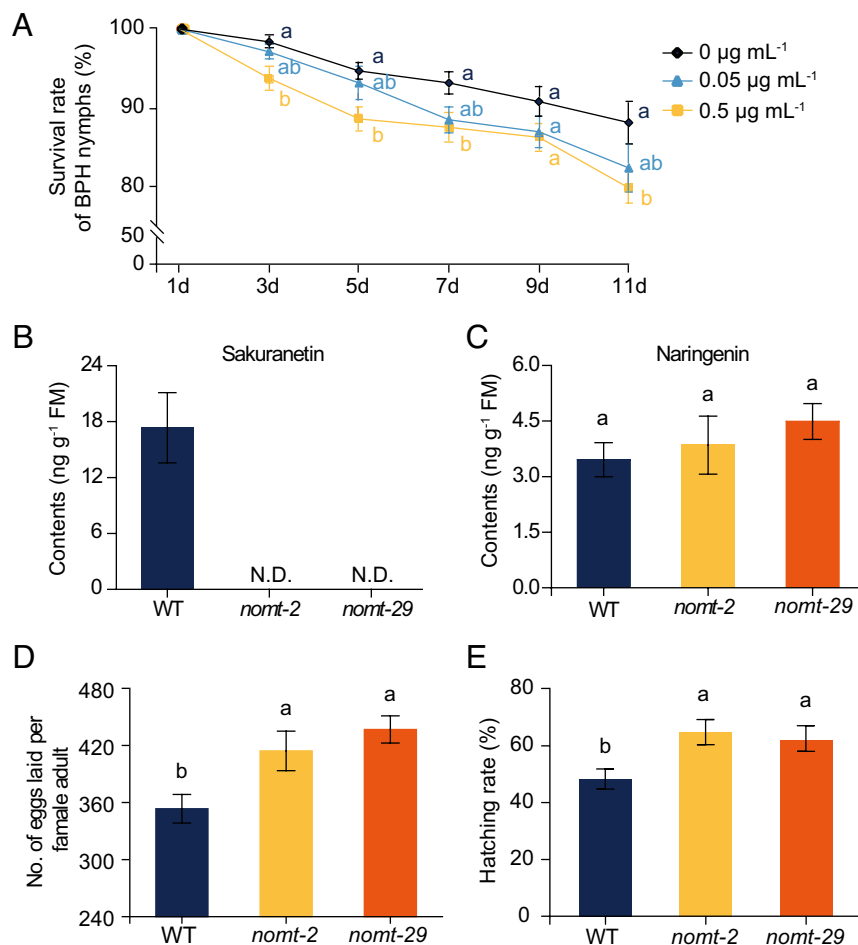 A
100
90
80
50
0
Survival rate
of BPH nymphs (%)
a
ab
b
a
ab
b
a
ab
b
a
a
a
ab
b
0 µg mL⁻¹
0.05 µg mL⁻¹
0.5 µg mL⁻¹
1d 3d 5d 7d 9d 11d
B
Sakuranetin
Contents (ng g⁻¹ FM)
24
18
12
6
0
N.D. N.D.
WT nomt-2 nomt-29
C
Naringenin
Contents (ng g⁻¹ FM)
6.0
4.5
3.0
1.5
0.0
a a a
WT nomt-2 nomt-29
D
No. of eggs laid per
famale adult
480
420
360
300
240
b a a
WT nomt-2 nomt-29
E
Hatching rate (%)
80
60
40
20
0
b a a
WT nomt-2 nomt-29